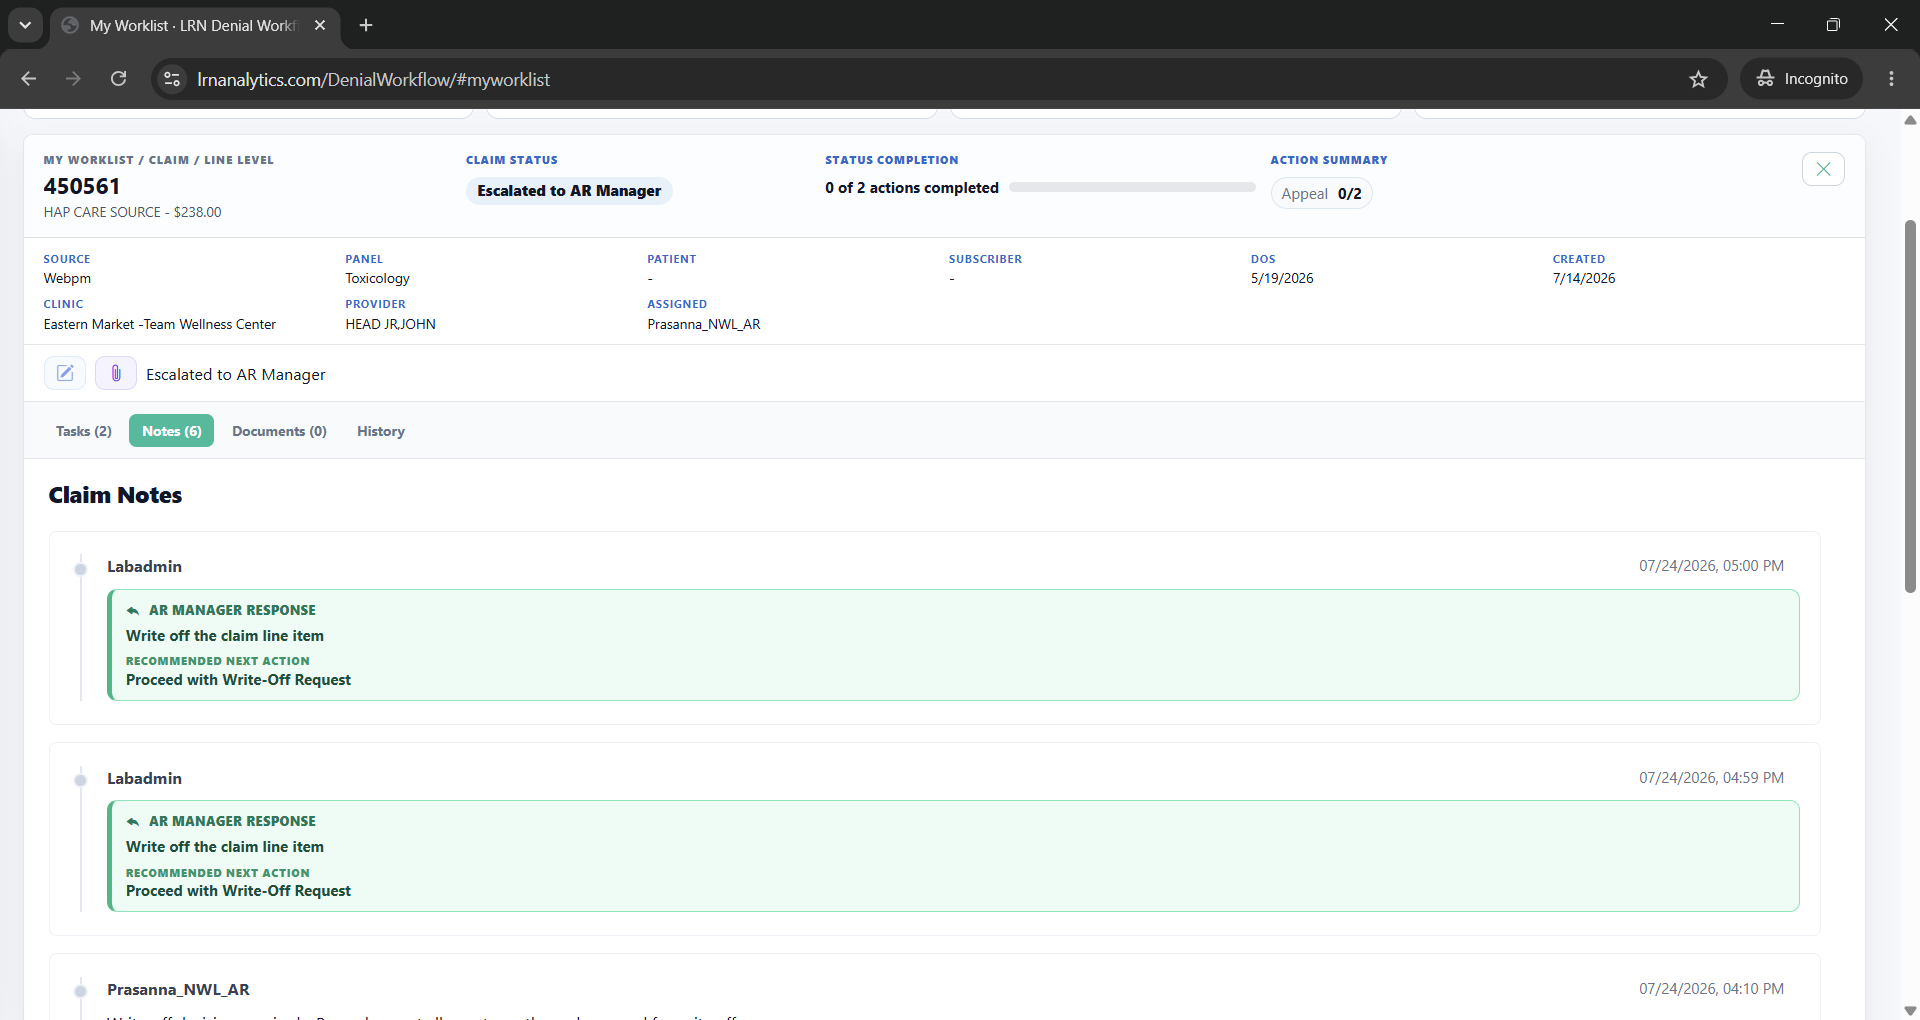 My Worklist · LRN Denial Workf
lrnanalytics.com/DenialWorkflow/#myworklist
Incognito
MY WORKLIST / CLAIM / LINE LEVEL
450561
HAP CARE SOURCE - $238.00
CLAIM STATUS
Escalated to AR Manager
STATUS COMPLETION
0 of 2 actions completed
ACTION SUMMARY
Appeal 0/2
SOURCE
Webpm
PANEL
Toxicology
PATIENT
-
SUBSCRIBER
-
DOS
5/19/2026
CREATED
7/14/2026
CLINIC
Eastern Market -Team Wellness Center
PROVIDER
HEAD JR,JOHN
ASSIGNED
Prasanna_NWL_AR
Escalated to AR Manager
Tasks (2) Notes (6) Documents (0) History
Claim Notes
Labadmin 07/24/2026, 05:00 PM
AR MANAGER RESPONSE
Write off the claim line item
RECOMMENDED NEXT ACTION
Proceed with Write-Off Request
Labadmin 07/24/2026, 04:59 PM
AR MANAGER RESPONSE
Write off the claim line item
RECOMMENDED NEXT ACTION
Proceed with Write-Off Request
Prasanna_NWL_AR 07/24/2026, 04:10 PM